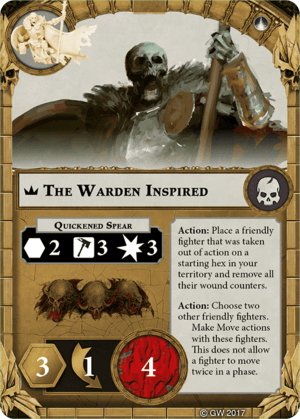 The Warden Inspired
Quickened Spear
2 3 3
Action: Place a friendly
fighter that was taken
out of action on a
starting hex in your
territory and remove all
their wound counters.
Action: Choose two
other friendly fighters.
Make Move actions
with these fighters.
This does not allow
a fighter to move
twice in a phase.
3 1 4
© GW 2017